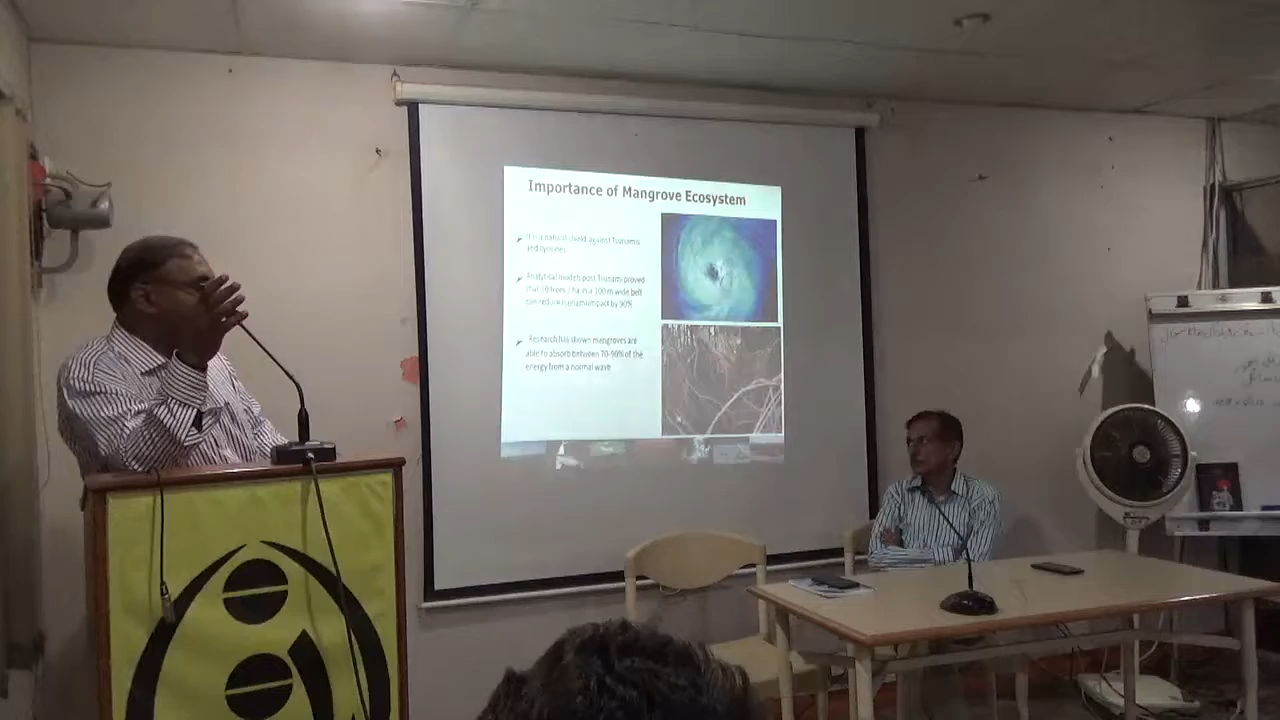 Importance of Mangrove Ecosystem
It is a natural shield against Tsunamis
and cyclones
Analytical models post Tsunami proved
that 30 trees / ha in a 100 m wide belt
can reduce tsunami impact by 90%
Research has shown mangroves are
able to absorb between 70-90% of the
energy from a normal wave